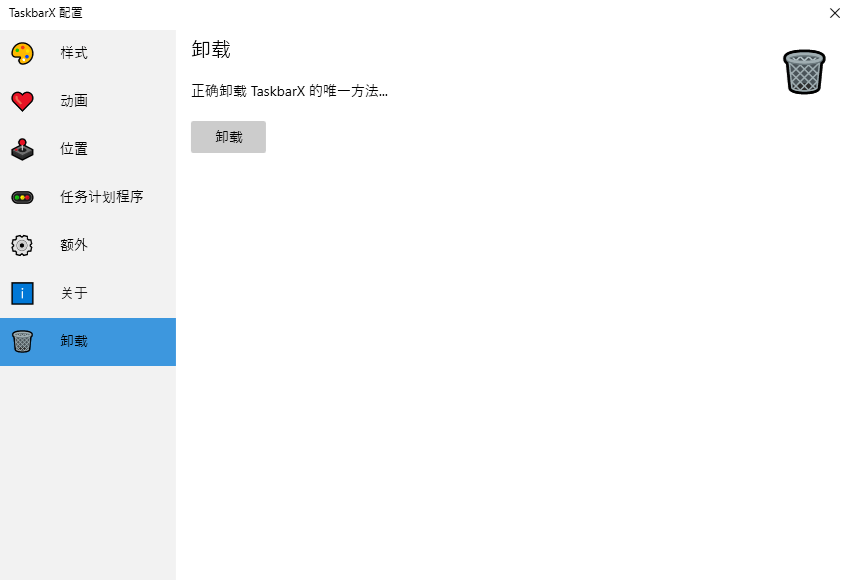 TaskbarX 配置
样式
动画
位置
任务计划程序
额外
关于
卸载
卸载
正确卸载 TaskbarX 的唯一方法...
卸载